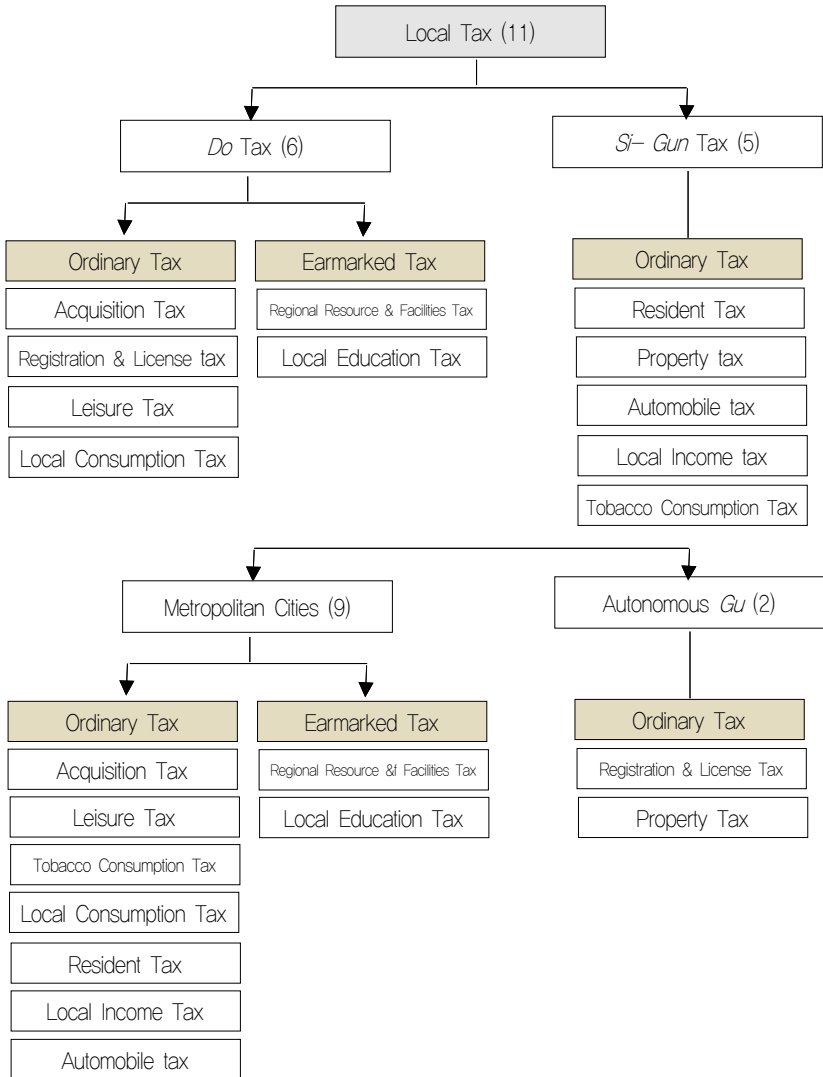 Local Tax (11)
Do Tax (6)
Si- Gun Tax (5)
Ordinary Tax
Acquisition Tax
Registration & License tax
Leisure Tax
Local Consumption Tax
Earmarked Tax
Regional Resource & Facilities Tax
Local Education Tax
Ordinary Tax
Resident Tax
Property tax
Automobile tax
Local Income tax
Tobacco Consumption Tax
Metropolitan Cities (9)
Autonomous Gu (2)
Ordinary Tax
Acquisition Tax
Leisure Tax
Tobacco Consumption Tax
Local Consumption Tax
Resident Tax
Local Income Tax
Automobile tax
Earmarked Tax
Regional Resource &f Facilities Tax
Local Education Tax
Ordinary Tax
Registration & License Tax
Property Tax